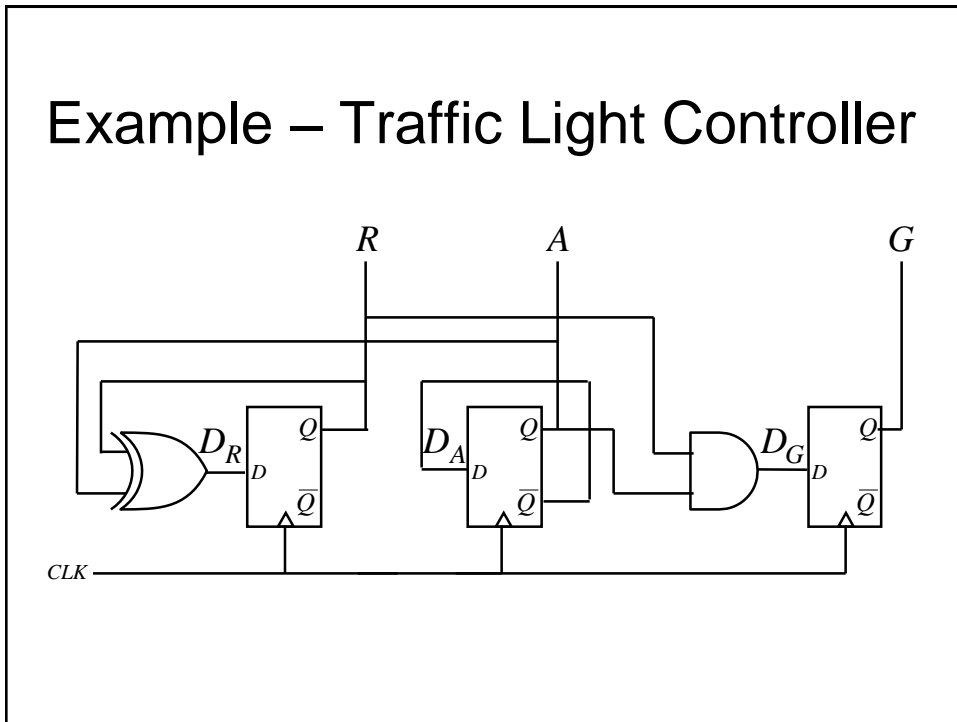 Example – Traffic Light Controller
R A G
D_R D Q Q̅
D_A D Q Q̅
D_G D Q Q̅
CLK